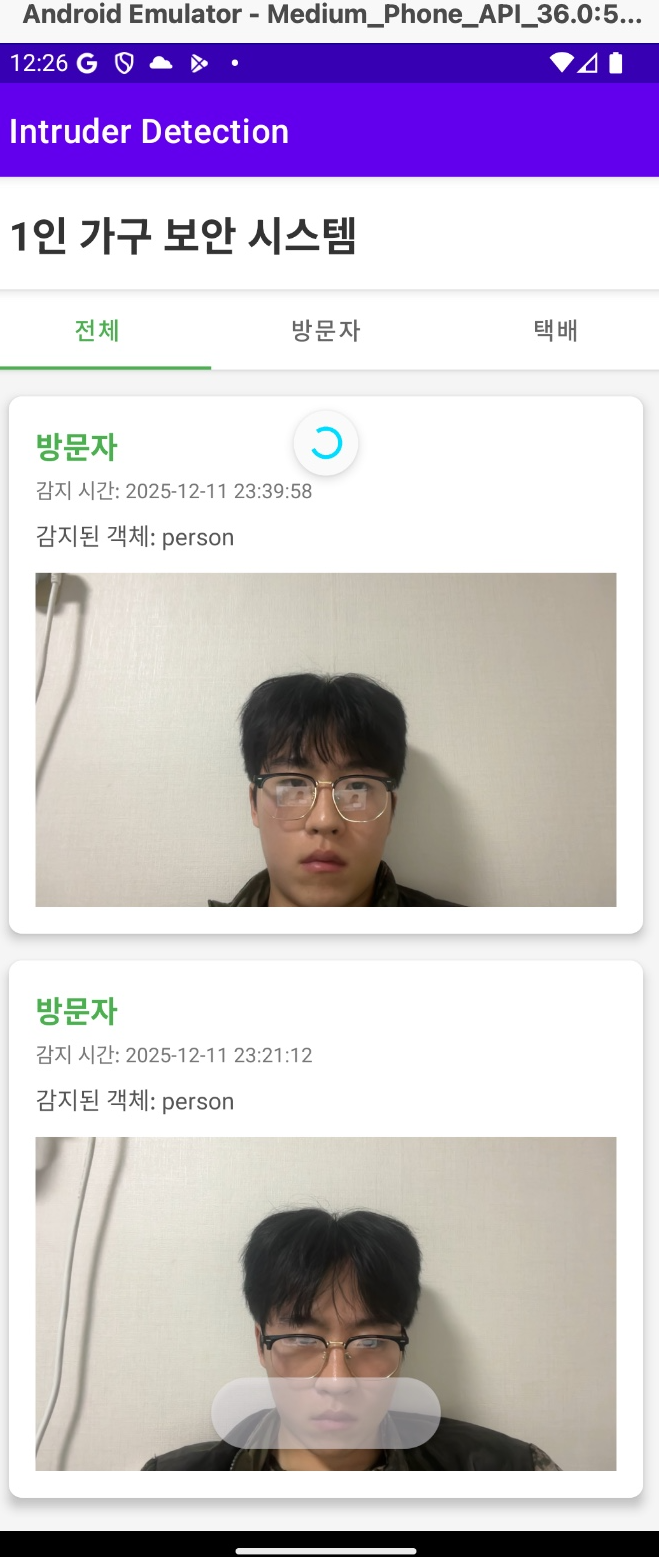 Android Emulator - Medium_Phone_API_36.0:5...
12:26
Intruder Detection
1인 가구 보안 시스템
전체 방문자 택배
방문자
감지 시간: 2025-12-11 23:39:58
감지된 객체: person
방문자
감지 시간: 2025-12-11 23:21:12
감지된 객체: person